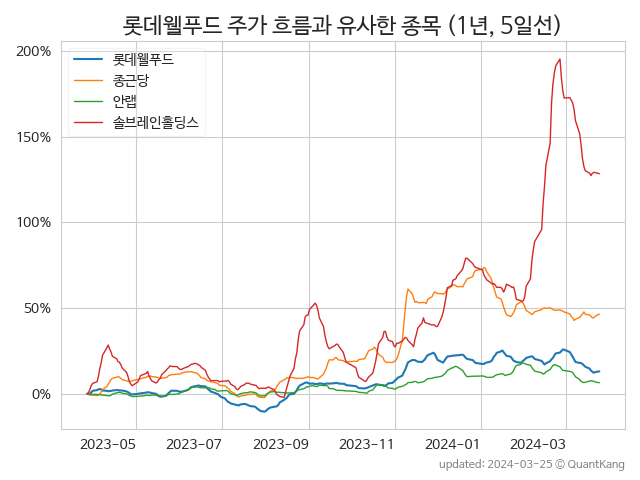 롯데웰푸드 주가 흐름과 유사한 종목 (1년, 5일선)
200%
150%
100%
50%
0%
롯데웰푸드
종근당
안랩
솔브레인홀딩스
2023-05
2023-07
2023-09
2023-11
2024-01
2024-03
updated: 2024-03-25 © QuantKang